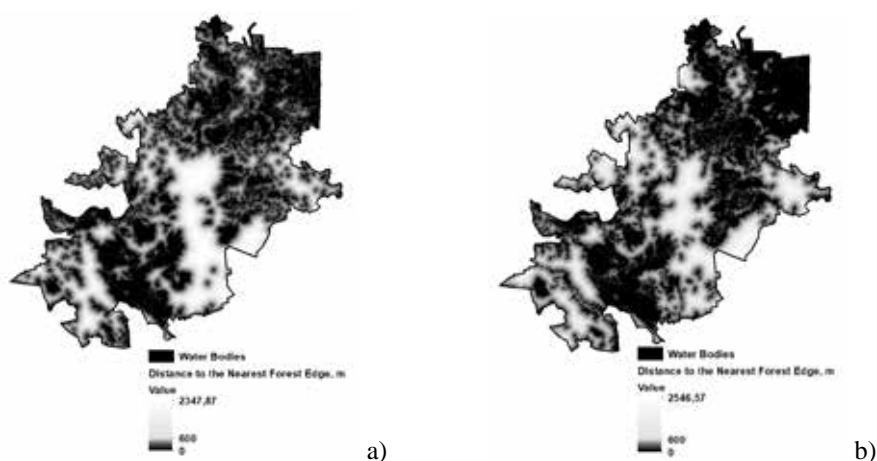 Water Bodies
Distance to the Nearest Forest Edge, m
Value
2347,87
600
0
a)
Water Bodies
Distance to the Nearest Forest Edge, m
Value
2546,57
600
0
b)